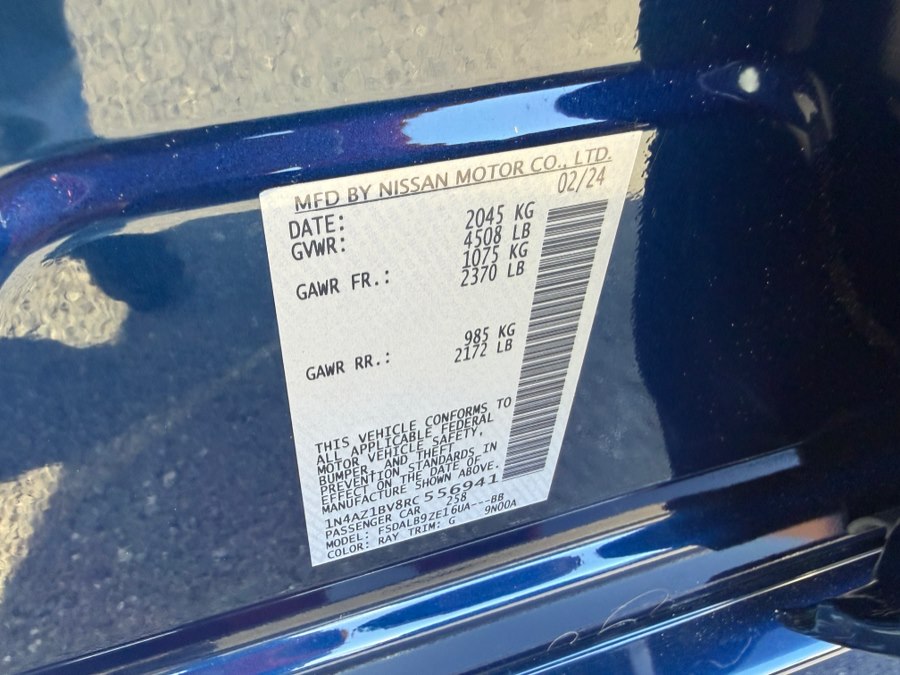 MFD BY NISSAN MOTOR CO., LTD.
DATE: 02/24
GVWR: 2045 KG
4508 LB
GAWR FR.: 1075 KG
2370 LB
GAWR RR.: 985 KG
2172 LB
THIS VEHICLE CONFORMS TO
ALL APPLICABLE FEDERAL
MOTOR VEHICLE SAFETY,
BUMPER, AND THEFT
PREVENTION STANDARDS IN
EFFECT ON THE DATE OF
MANUFACTURE SHOWN ABOVE.
1N4AZ1BV8RC556941
PASSENGER CAR 258
MODEL: FSDALB9ZE16UA---BB
COLOR: RAY TRIM: G 9N00A